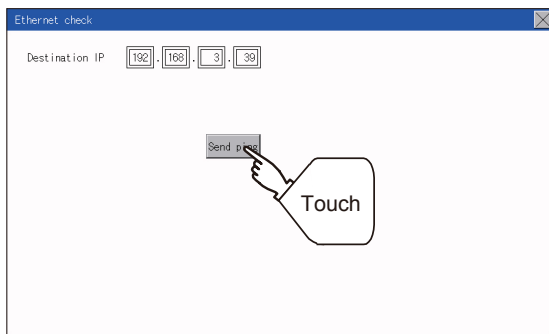 Ethernet check
Destination IP 192 . 168 . 3 . 39
Send ping
Touch